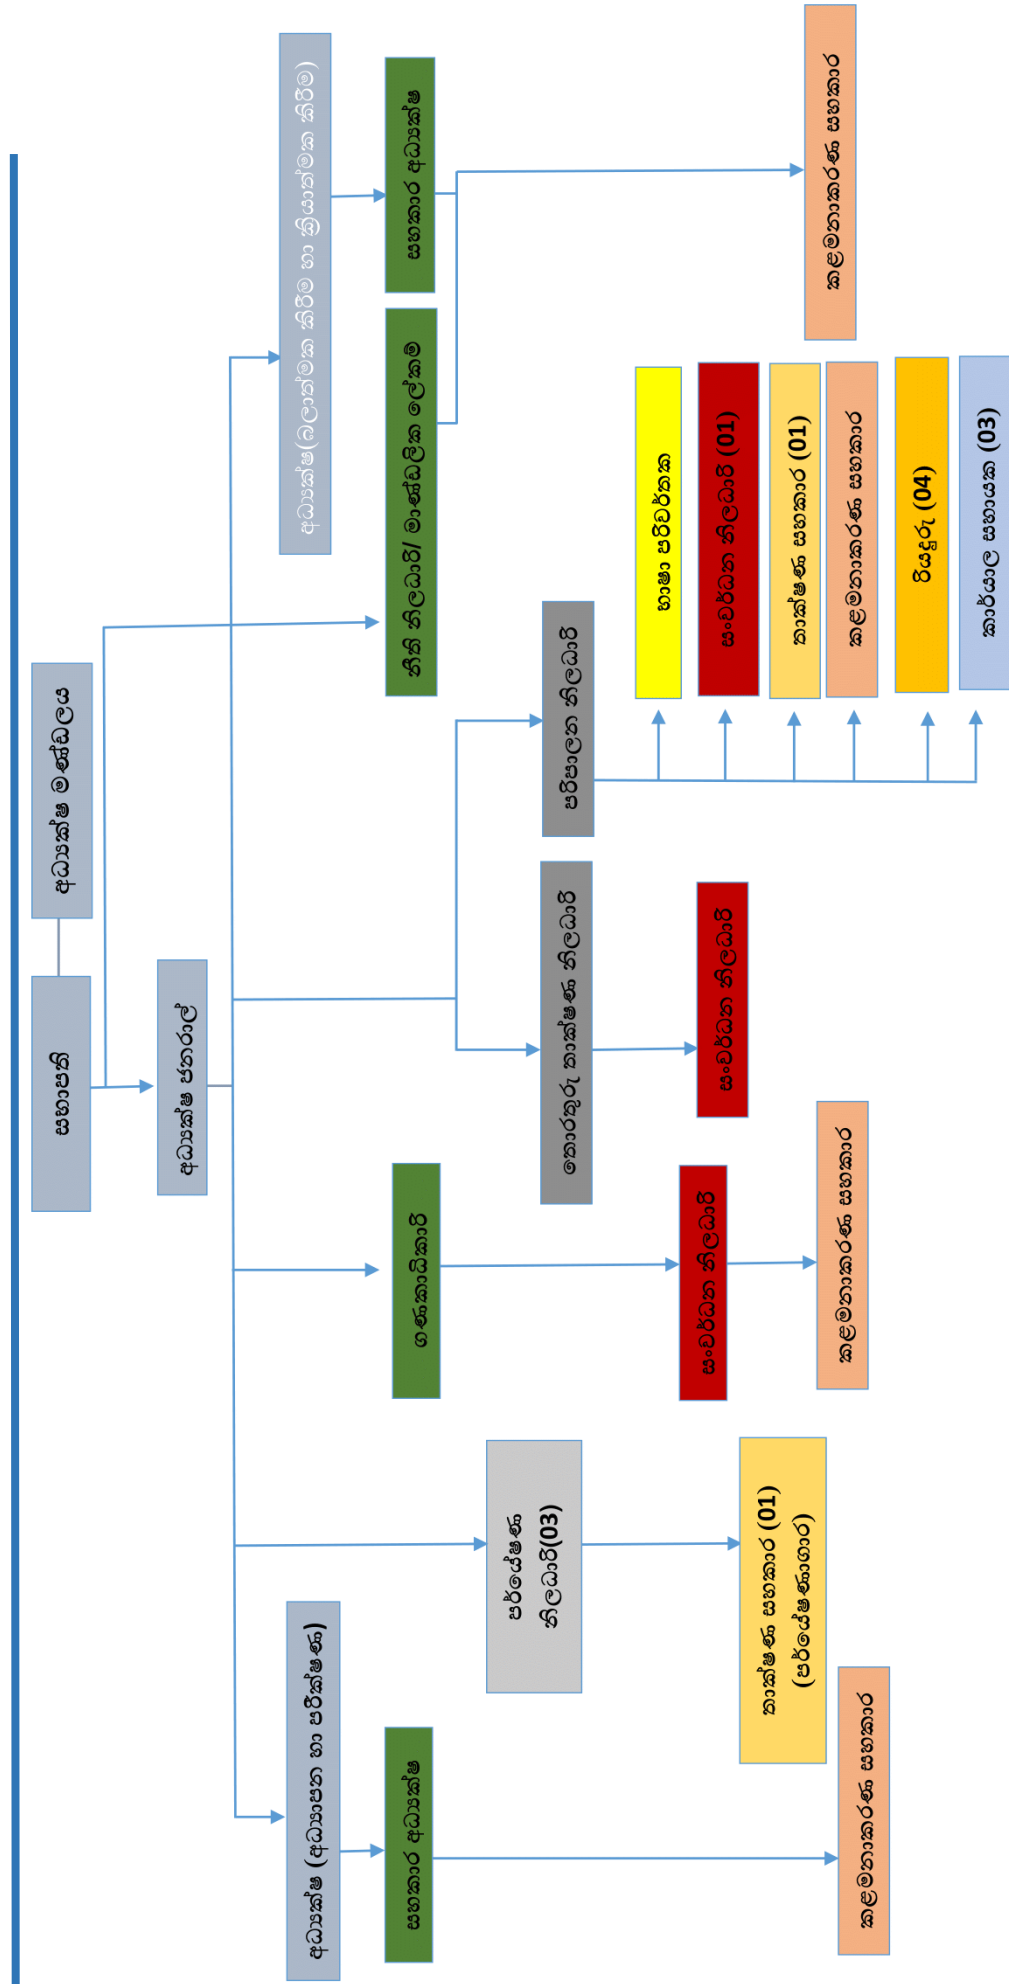 අධ්‍යක්ෂ මණ්ඩලය
සභාපති
අධ්‍යක්ෂ ජනරාල්
අධ්‍යක්ෂ (අධ්‍යාපන හා පරීක්ෂණ)
අධ්‍යක්ෂ(බලාත්මක කිරීම හා ක්‍රියාත්මක කිරීම)
සහකාර අධ්‍යක්ෂ
ගණකාධිකාරී
නීති නිලධාරී/ මාණ්ඩලික ලේකම්
සහකාර අධ්‍යක්ෂ
පර්යේෂණ
නිලධාරී(03)
තොරතුරු තාක්ෂණ නිලධාරී
පරිපාලන නිලධාරී
සංවර්ධන නිලධාරී
සංවර්ධන නිලධාරී
භාෂා පරිවර්තක
සංවර්ධන නිලධාරී (01)
තාක්ෂණ සහකාර (01)
(පර්යේෂණාගාර)
තාක්ෂණ සහකාර (01)
කළමනාකරණ සහකාර
කළමනාකරණ සහකාර
කළමනාකරණ සහකාර
කළමනාකරණ සහකාර
රියදුරු (04)
කාර්යාල සහායක (03)